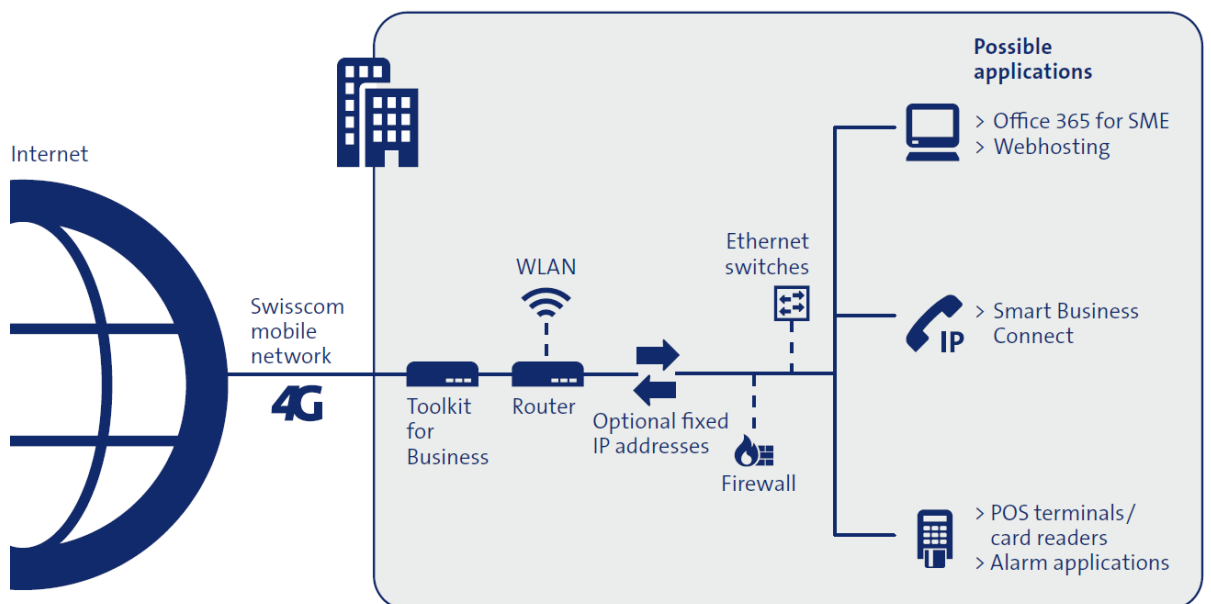 Possible
applications
> Office 365 for SME
> Webhosting
Internet
Ethernet
switches
WLAN
Swisscom
mobile
network
4G
> Smart Business
Connect
IP
Toolkit
for
Business
Router
Optional fixed
IP addresses
Firewall
> POS terminals/
card readers
> Alarm applications